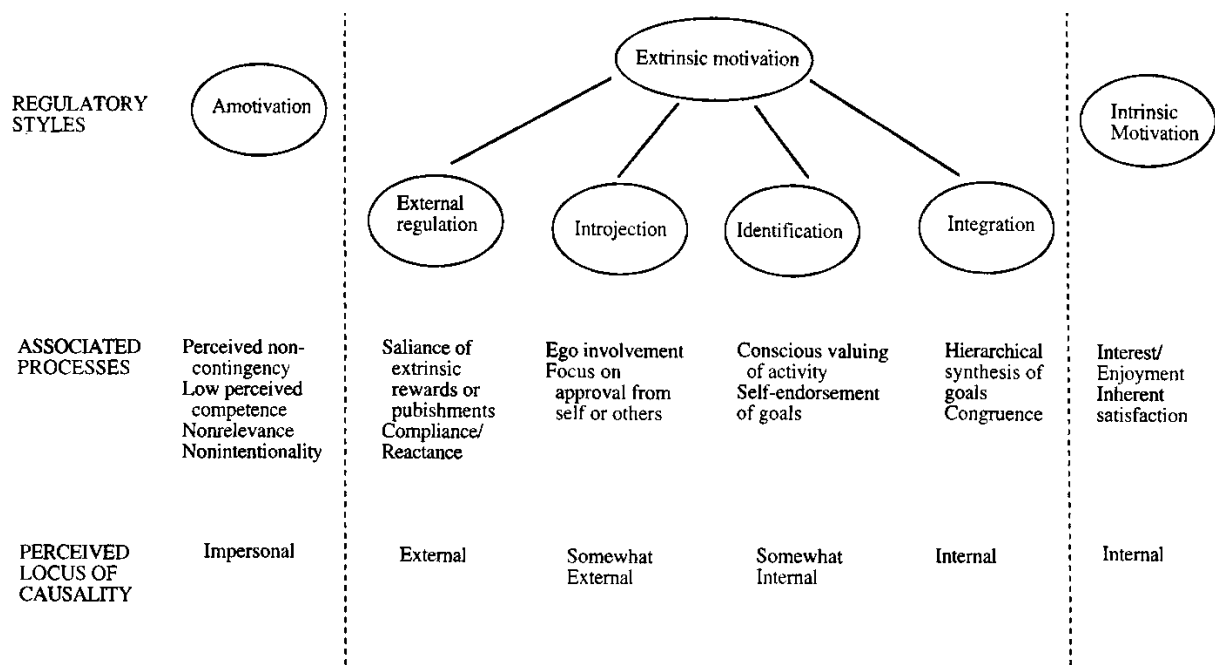 Extrinsic motivation
REGULATORY
STYLES
Amotivation
Intrinsic
Motivation
External
regulation
Introjection
Identification
Integration
ASSOCIATED
PROCESSES
Perceived non-
contingency
Low perceived
competence
Nonrelevance
Nonintentionality
Saliance of
extrinsic
rewards or
pubishments
Compliance/
Reactance
Ego involvement
Focus on
approval from
self or others
Conscious valuing
of activity
Self-endorsement
of goals
Hierarchical
synthesis of
goals
Congruence
Interest/
Enjoyment
Inherent
satisfaction
PERCEIVED
LOCUS OF
CAUSALITY
Impersonal
External
Somewhat
External
Somewhat
Internal
Internal
Internal